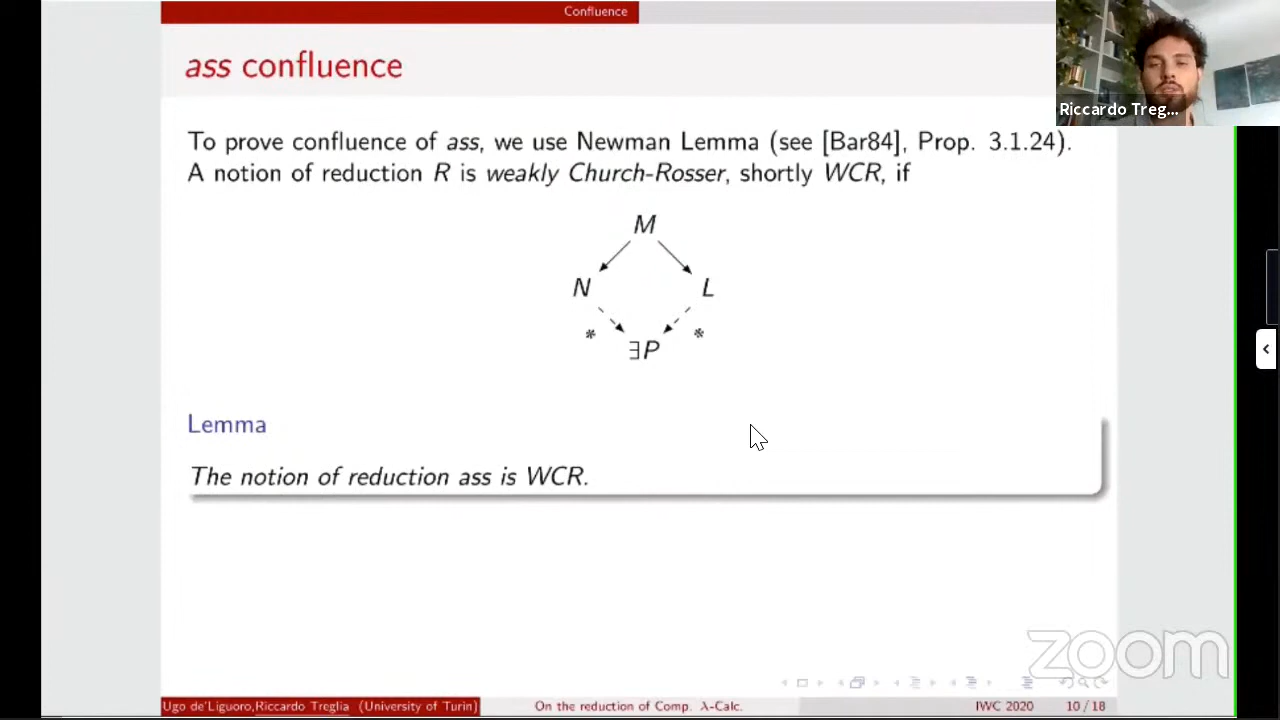 Confluence
ass confluence
Riccardo Treg...
To prove confluence of ass, we use Newman Lemma (see [Bar84], Prop. 3.1.24).
A notion of reduction R is weakly Church-Rosser, shortly WCR, if
M
N L
* *
∃P
Lemma
The notion of reduction ass is WCR.
zoom
Ugo de'Liguoro,Riccardo Treglia (University of Turin) On the reduction of Comp. λ-Calc. IWC 2020 10 / 18